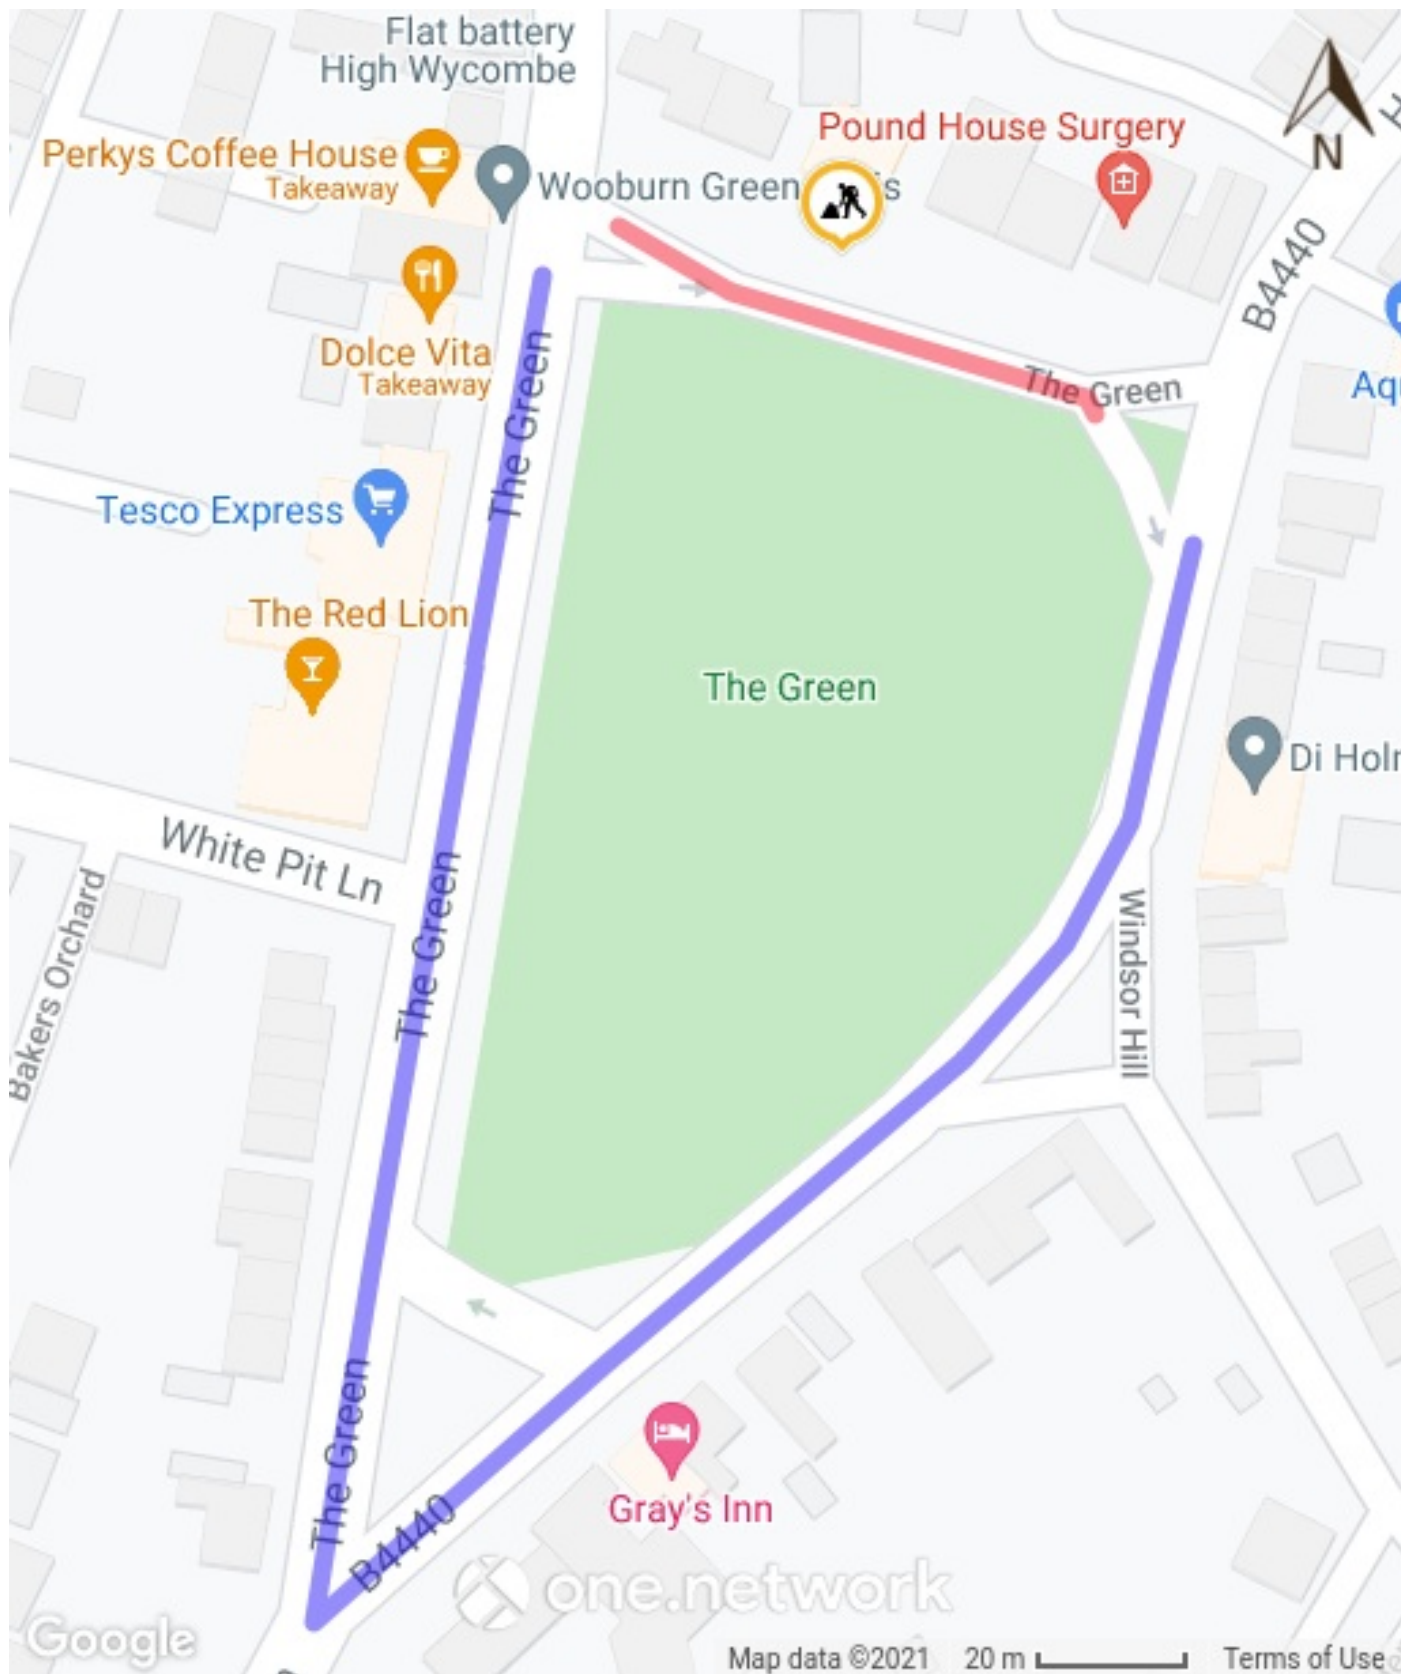 Flat battery
High Wycombe
Perkys Coffee House
Takeaway
Wooburn Green
Pound House Surgery
N
B4440
Dolce Vita
Takeaway
The Green
The Green
Tesco Express
The Red Lion
The Green
Di Holm
White Pit Ln
Bakers Orchard
The Green
Windsor Hill
The Green
B4440
Gray's Inn
one.network
Google
Map data ©2021
20 m
Terms of Use